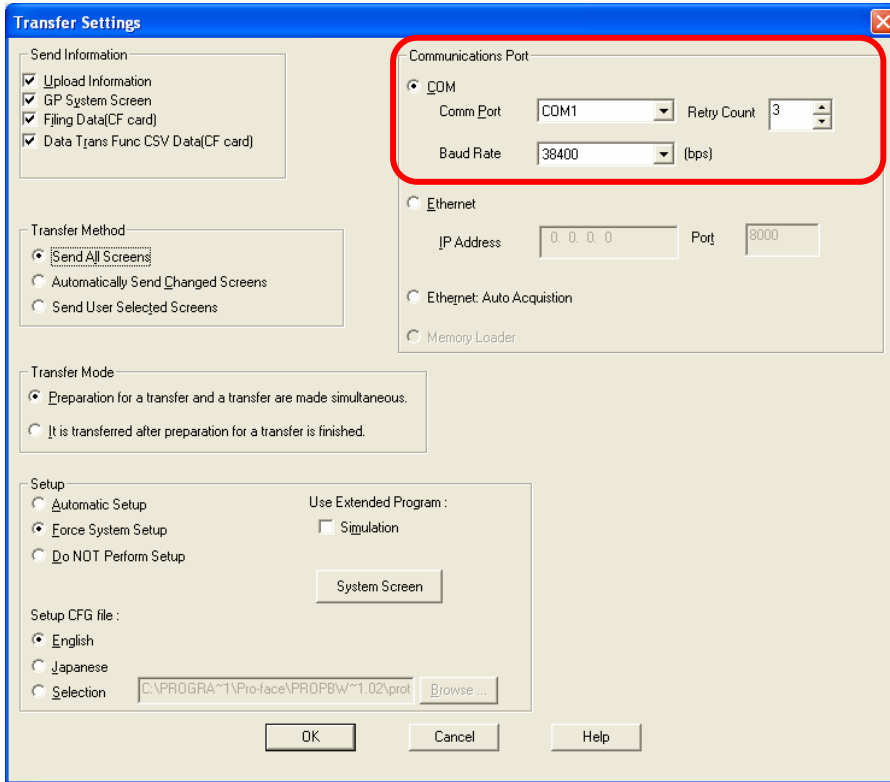 Transfer Settings
Send Information
Upload Information
GP System Screen
Filing Data(CF card)
Data Trans Func CSV Data(CF card)
Communications Port
COM
Comm Port COM1 Retry Count 3
Baud Rate 38400 (bps)
Ethernet
IP Address 0. 0. 0. 0 Port 8000
Ethernet: Auto Acquistion
Memory Loader
Transfer Method
Send All Screens
Automatically Send Changed Screens
Send User Selected Screens
Transfer Mode
Preparation for a transfer and a transfer are made simultaneous.
It is transferred after preparation for a transfer is finished.
Setup
Automatic Setup
Force System Setup
Do NOT Perform Setup
Use Extended Program :
Simulation
System Screen
Setup CFG file :
English
Japanese
Selection C:\PROGRA~1\Pro-face\PROPBW~1.02\prot Browse ...
OK Cancel Help